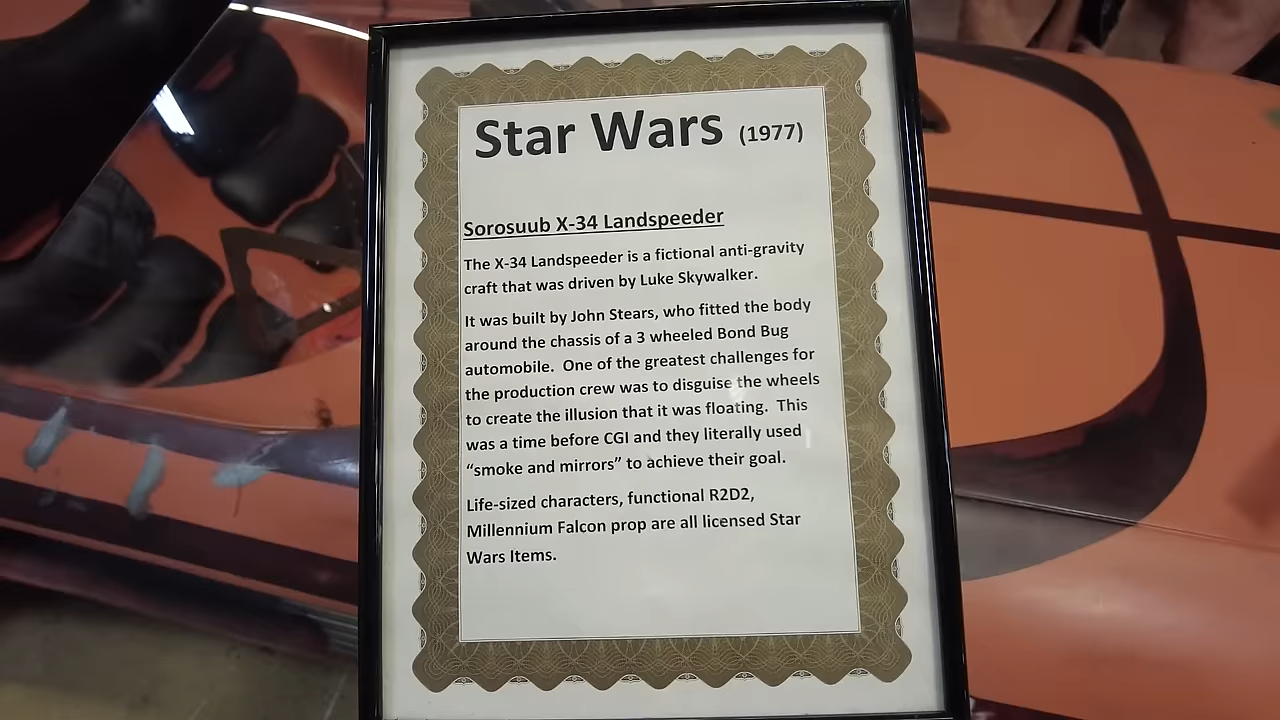 Star Wars (1977)
Sorosuub X-34 Landspeeder
The X-34 Landspeeder is a fictional anti-gravity
craft that was driven by Luke Skywalker.
It was built by John Stears, who fitted the body
around the chassis of a 3 wheeled Bond Bug
automobile.  One of the greatest challenges for
the production crew was to disguise the wheels
to create the illusion that it was floating.  This
was a time before CGI and they literally used
“smoke and mirrors” to achieve their goal.
Life-sized characters, functional R2D2,
Millennium Falcon prop are all licensed Star
Wars Items.